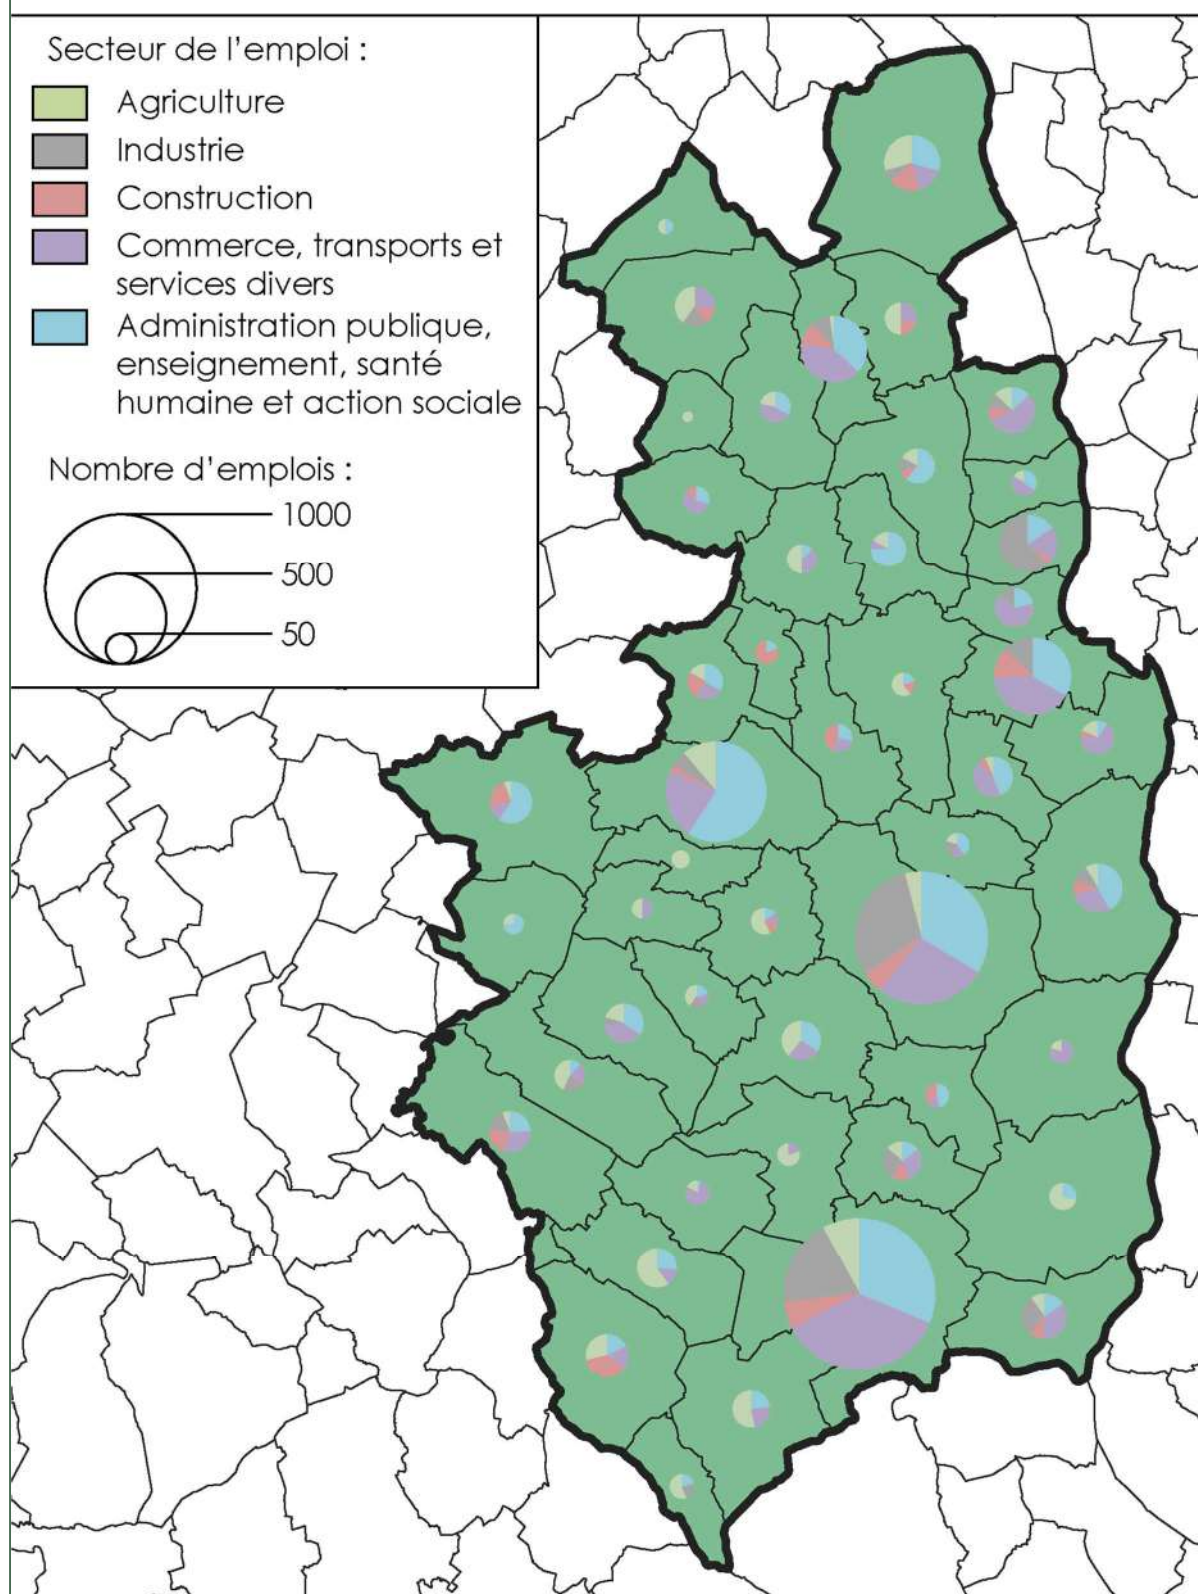 Secteur de l'emploi :
Agriculture
Industrie
Construction
Commerce, transports et
services divers
Administration publique,
enseignement, santé
humaine et action sociale
Nombre d'emplois :
1000
500
50